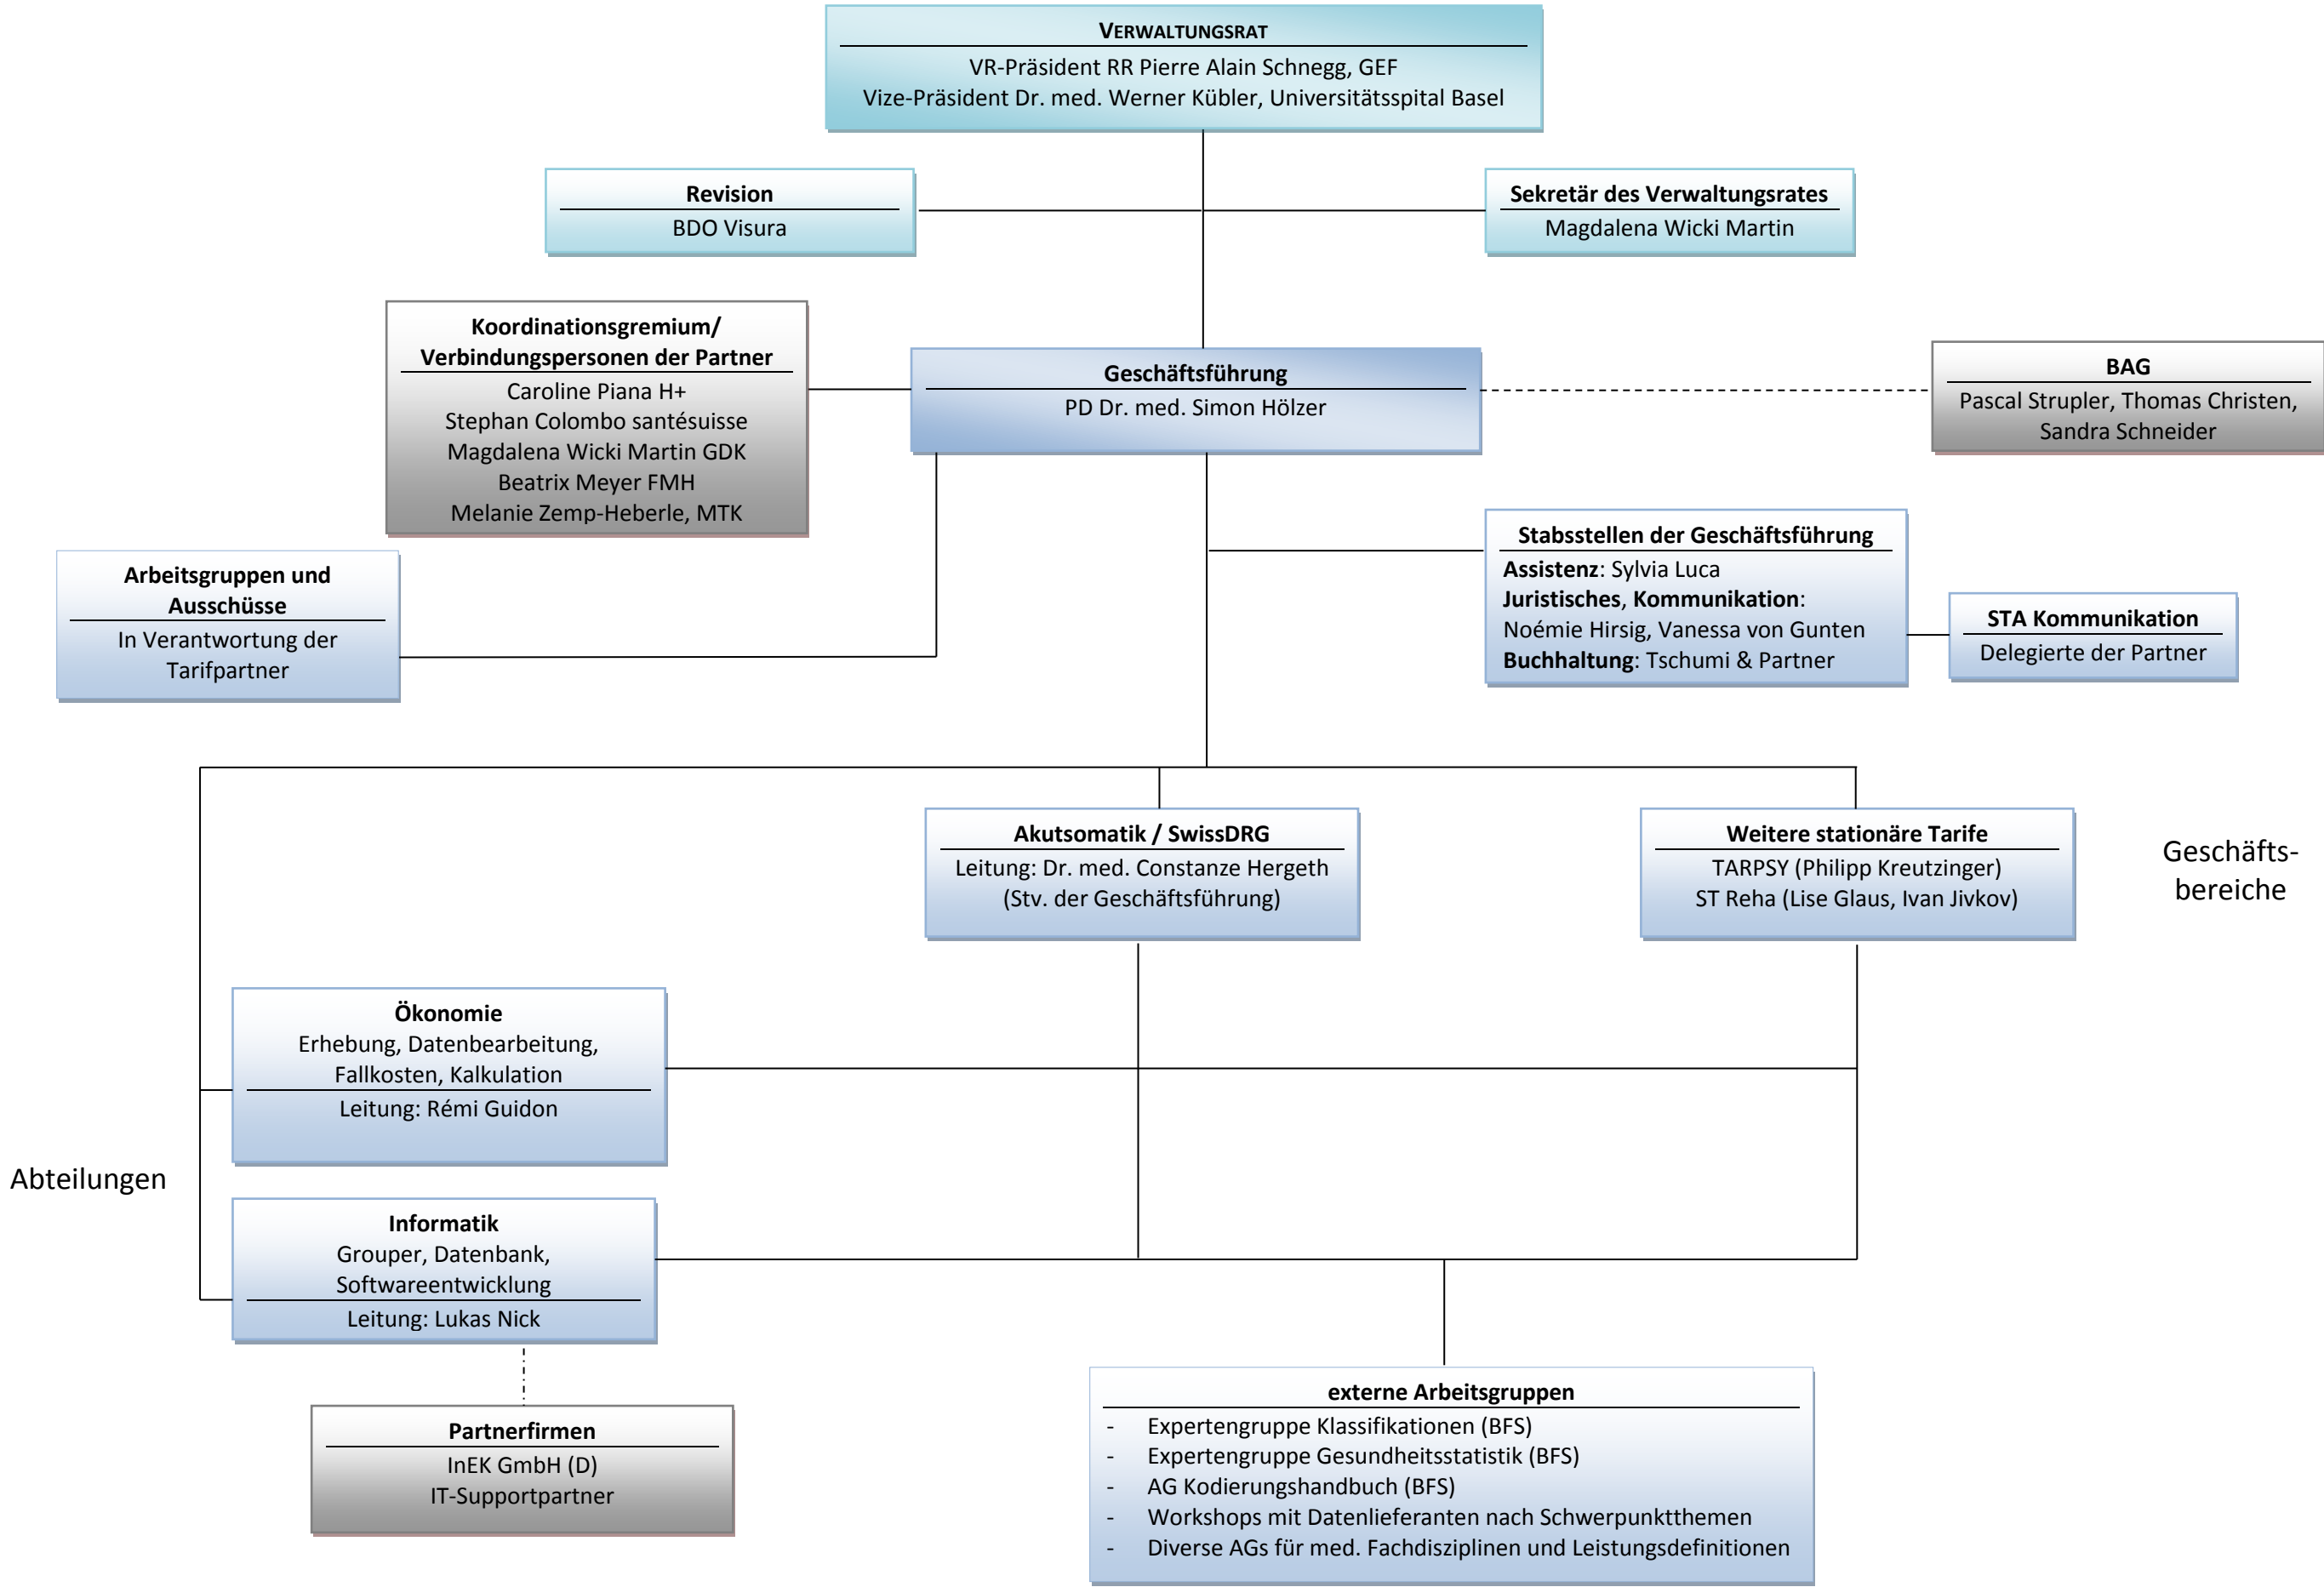 VERWALTUNGSRAT
VR-Präsident RR Pierre Alain Schnegg, GEF
Vize-Präsident Dr. med. Werner Kübler, Universitätsspital Basel
Revision
BDO Visura
Sekretär des Verwaltungsrates
Magdalena Wicki Martin
Koordinationsgremium/
Verbindungspersonen der Partner
Caroline Piana H+
Stephan Colombo santésuisse
Magdalena Wicki Martin GDK
Beatrix Meyer FMH
Melanie Zemp-Heberle, MTK
Geschäftsführung
PD Dr. med. Simon Hölzer
BAG
Pascal Strupler, Thomas Christen,
Sandra Schneider
Arbeitsgruppen und
Ausschüsse
In Verantwortung der
Tarifpartner
Stabsstellen der Geschäftsführung
Assistenz: Sylvia Luca
Juristisches, Kommunikation:
Noémie Hirsig, Vanessa von Gunten
Buchhaltung: Tschumi & Partner
STA Kommunikation
Delegierte der Partner
Akutsomatik / SwissDRG
Leitung: Dr. med. Constanze Hergeth
(Stv. der Geschäftsführung)
Weitere stationäre Tarife
TARPSY (Philipp Kreutzinger)
ST Reha (Lise Glaus, Ivan Jivkov)
Geschäfts-
bereiche
Ökonomie
Erhebung, Datenbearbeitung,
Fallkosten, Kalkulation
Leitung: Rémi Guidon
Abteilungen
Informatik
Grouper, Datenbank,
Softwareentwicklung
Leitung: Lukas Nick
Partnerfirmen
InEK GmbH (D)
IT-Supportpartner
externe Arbeitsgruppen
- Expertengruppe Klassifikationen (BFS)
- Expertengruppe Gesundheitsstatistik (BFS)
- AG Kodierungshandbuch (BFS)
- Workshops mit Datenlieferanten nach Schwerpunktthemen
- Diverse AGs für med. Fachdisziplinen und Leistungsdefinitionen